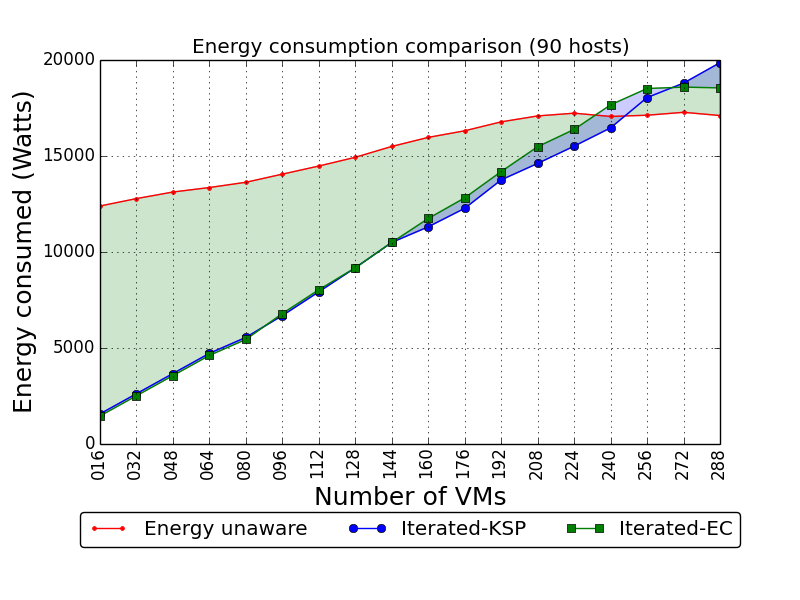 Energy consumption comparison (90 hosts)
Energy consumed (Watts)
20000
15000
10000
5000
0
016 032 048 064 080 096 112 128 144 160 176 192 208 224 240 256 272 288
Number of VMs
Energy unaware Iterated-KSP Iterated-EC